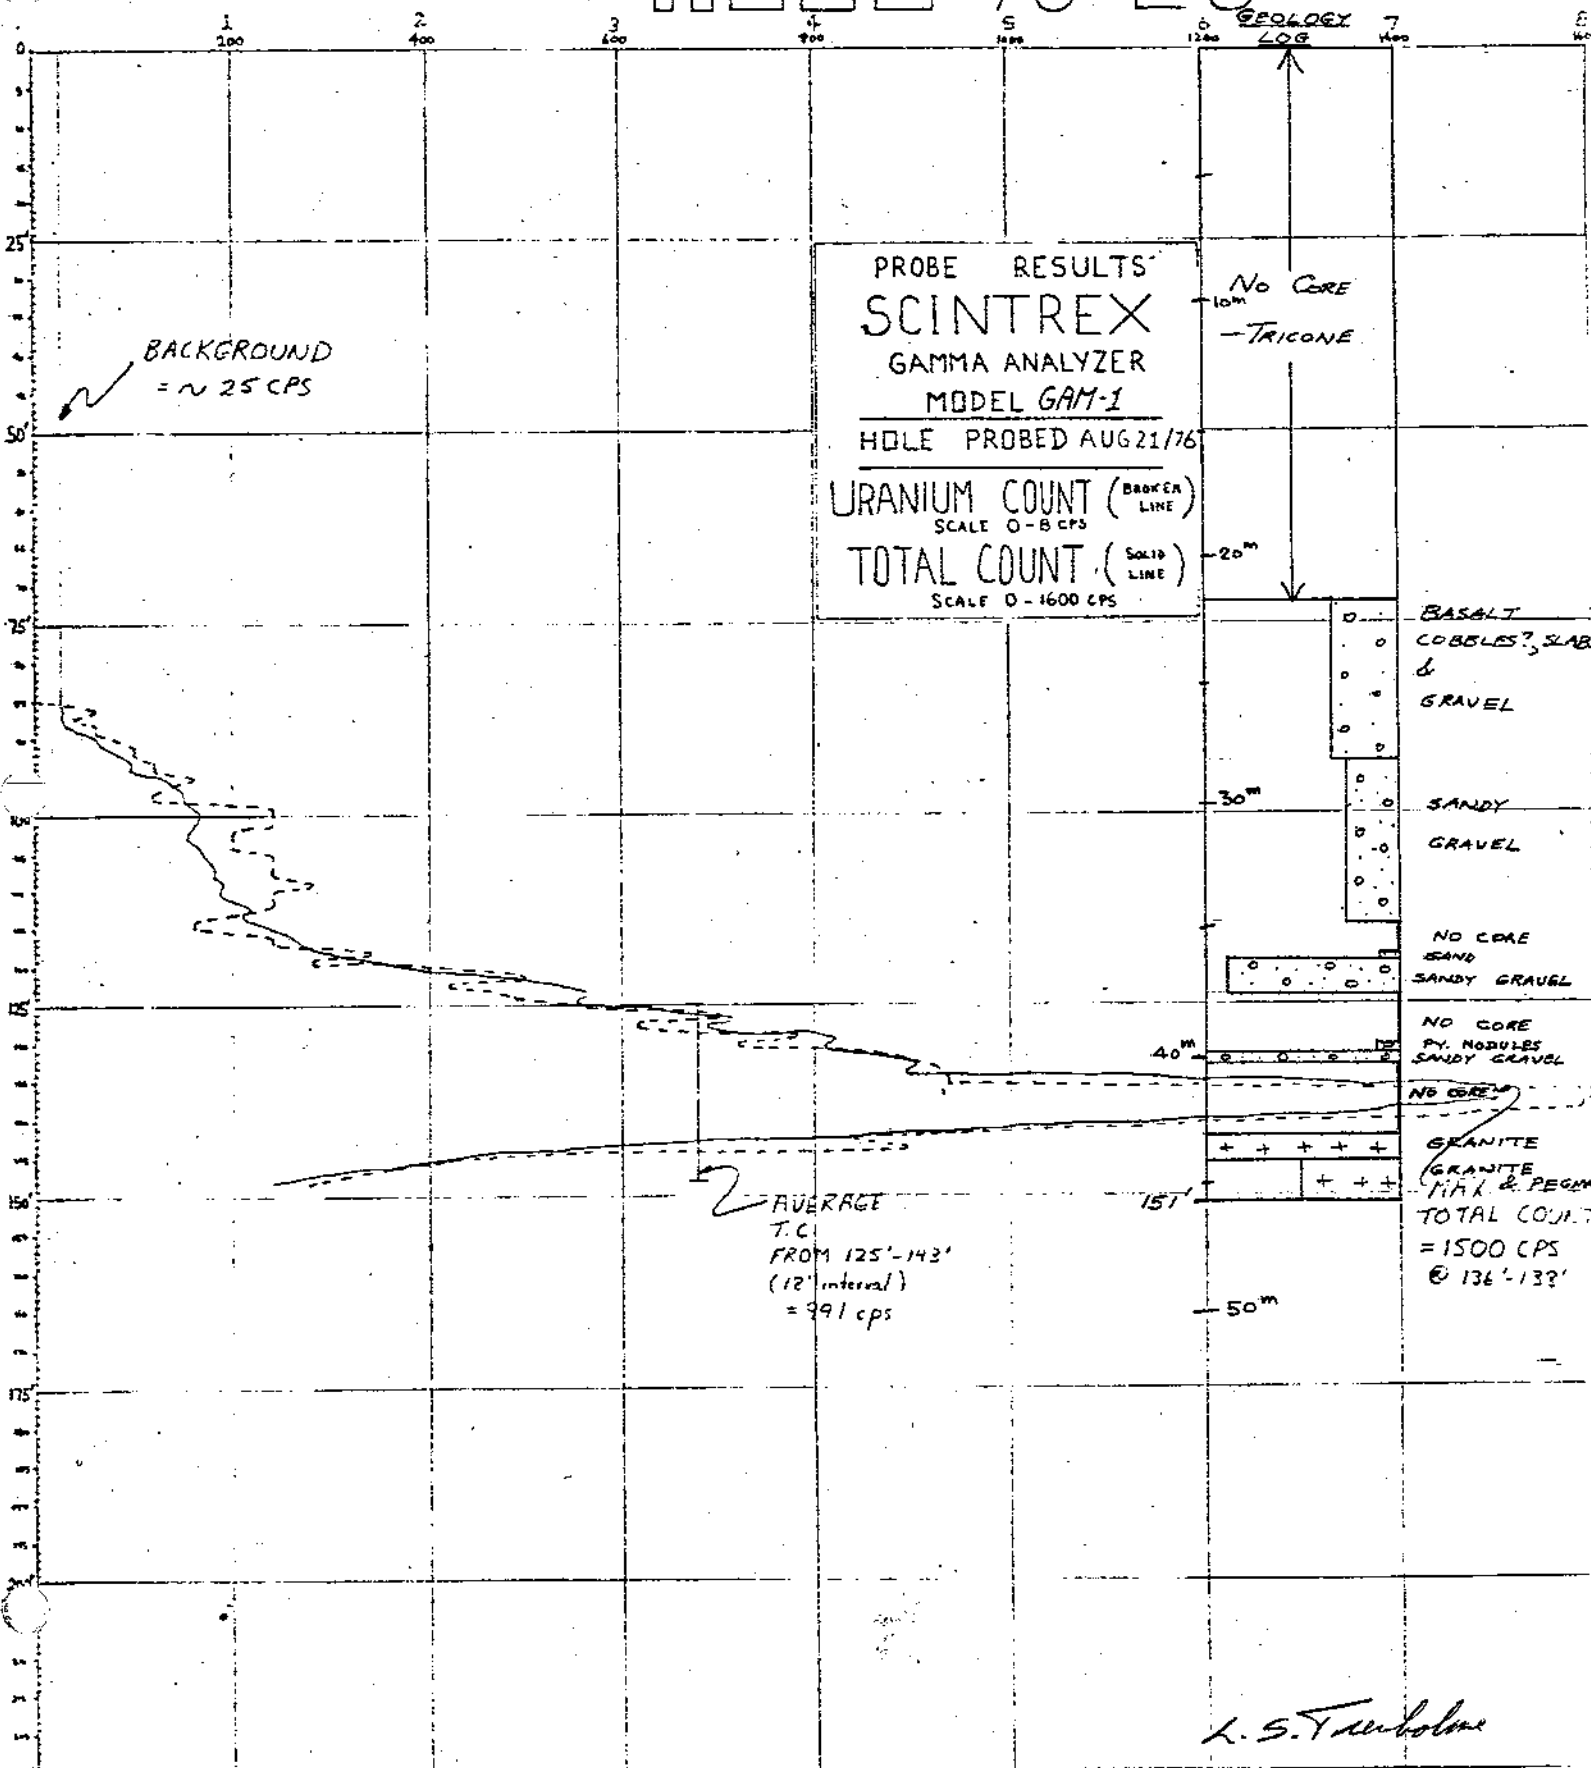 1 2 3 4 5 6 7 8
200 400 600 1200 1400
GEOLOGY
LOG
0
25'
50'
75'
100
125
150'
175'
BACKGROUND
= ~ 25 CPS
PROBE RESULTS
SCINTREX
GAMMA ANALYZER
MODEL GAM-1
HOLE PROBED AUG 21/76
URANIUM COUNT (BROKEN LINE)
SCALE 0-8 CPS
TOTAL COUNT (SOLID LINE)
SCALE 0-1600 CPS
NO CORE
-TRICONE
10m
20m
30m
40m
50m
151'
BASALT
COBBLES?, SLAB
&
GRAVEL
SANDY
GRAVEL
NO CORE
SAND
SANDY GRAVEL
NO CORE
PY. NODULES
SANDY GRAVEL
NO CORE
GRANITE
GRANITE
& PEGM
MAX
TOTAL COUNT
= 1500 CPS
@
AVERAGE
T.C.
FROM 125'-143'
interval)
= 991 cps
L.S. Trenholme